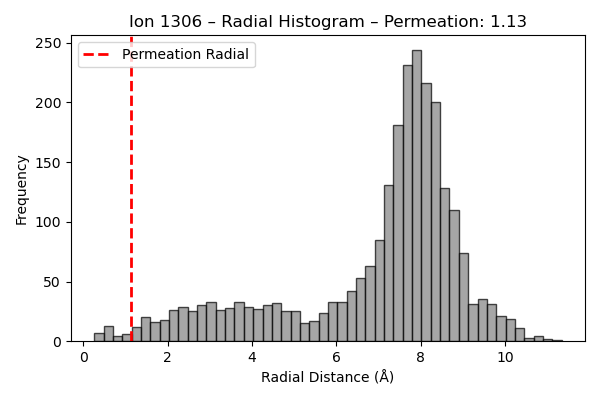 Ion 1306 – Radial Histogram – Permeation: 1.13
Permeation Radial
Frequency
250
200
150
100
50
0
0 2 4 6 8 10
Radial Distance (Å)